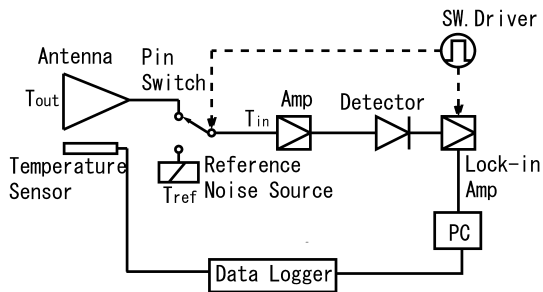 SW.Driver
Antenna
Pin
Switch
Tout
Amp
Detector
Tin
Temperature
Sensor
Reference
Noise Source
Tref
Lock-in
Amp
PC
Data Logger